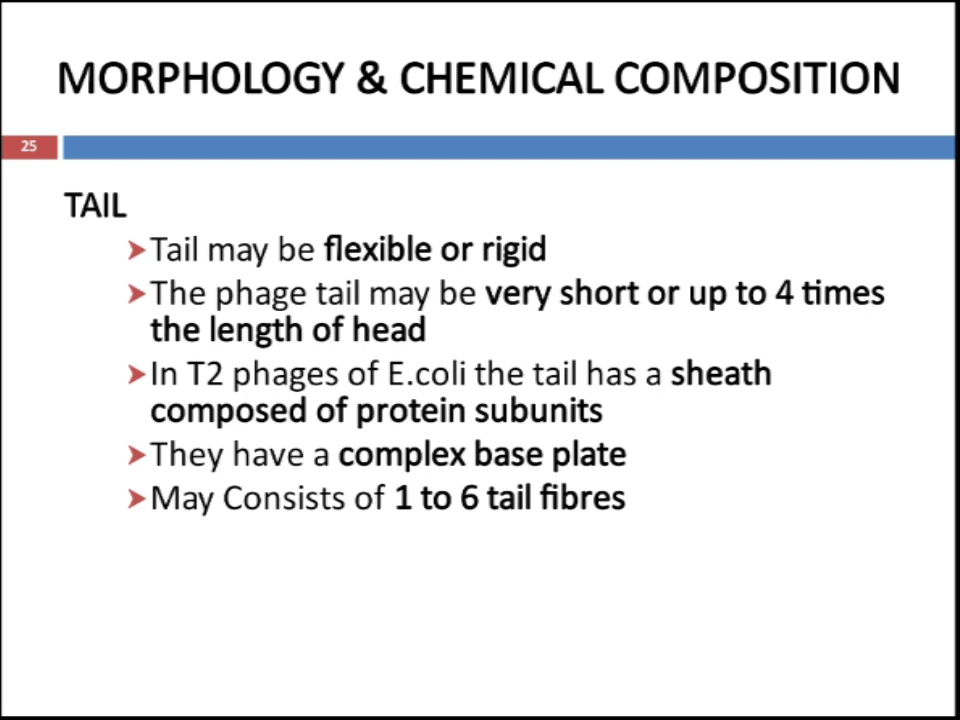 MORPHOLOGY & CHEMICAL COMPOSITION
25
TAIL
➤Tail may be flexible or rigid
➤The phage tail may be very short or up to 4 times
the length of head
➤In T2 phages of E.coli the tail has a sheath
composed of protein subunits
➤They have a complex base plate
➤May Consists of 1 to 6 tail fibres